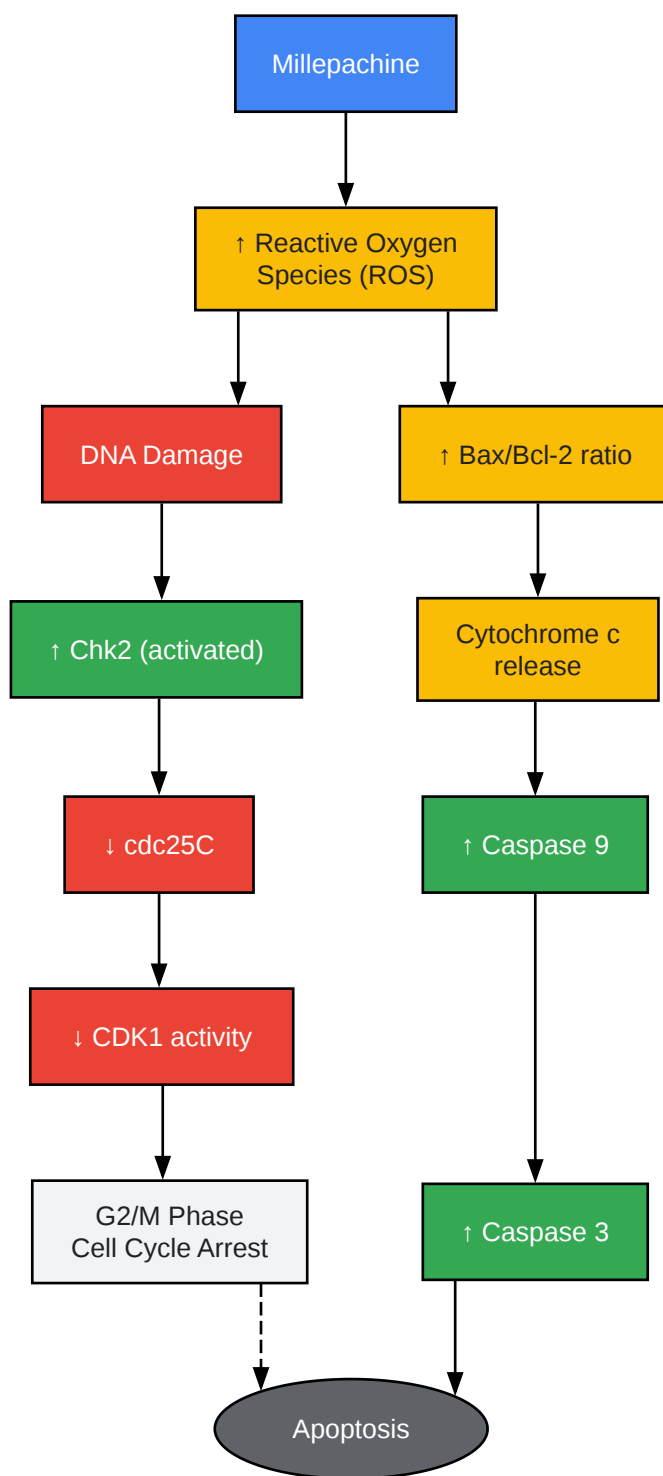 Millepachine
↑ Reactive Oxygen
Species (ROS)
DNA Damage
↑ Bax/Bcl-2 ratio
↑ Chk2 (activated)
Cytochrome c
release
↓ cdc25C
↑ Caspase 9
↓ CDK1 activity
G2/M Phase
Cell Cycle Arrest
↑ Caspase 3
Apoptosis